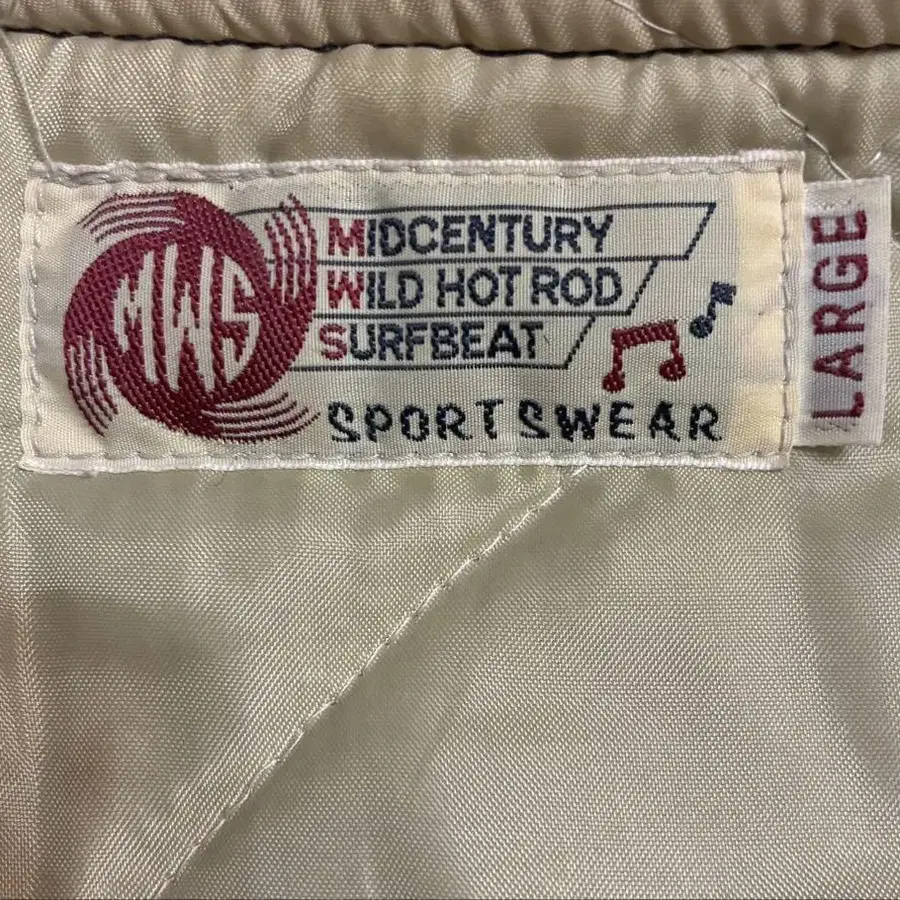 MWS
MIDCENTURY
WILD HOT ROD
SURFBEAT
SPORTSWEAR
LARGE